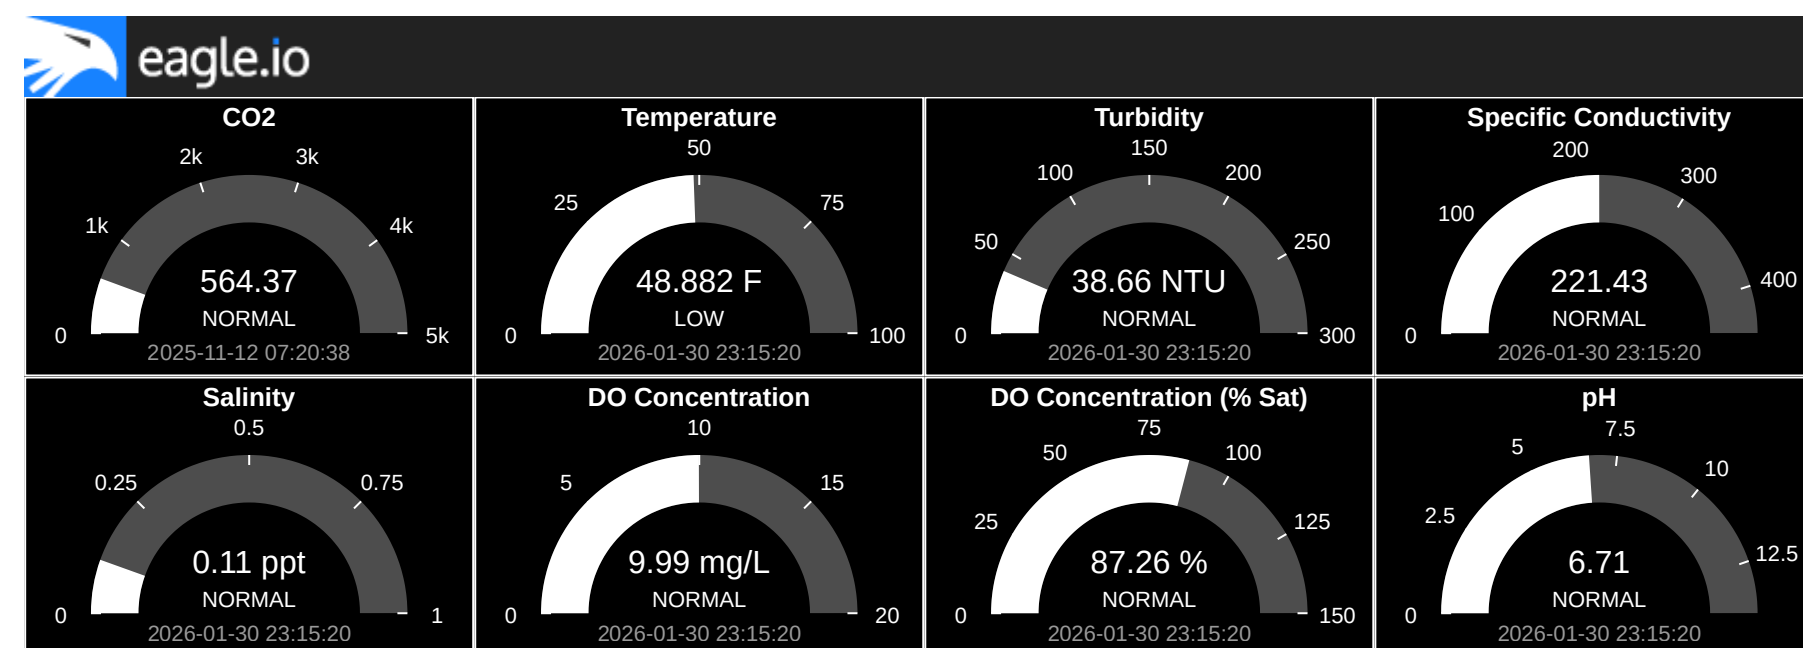 eagle.io
CO2
2k
3k
1k
4k
564.37
NORMAL
0
5k
2025-11-12 07:20:38
Temperature
50
25
75
48.882 F
LOW
0
100
2026-01-30 23:15:20
Turbidity
150
100
200
50
250
38.66 NTU
NORMAL
0
300
2026-01-30 23:15:20
Specific Conductivity
200
300
100
400
221.43
NORMAL
0
2026-01-30 23:15:20
Salinity
0.5
0.25
0.75
0.11 ppt
NORMAL
0
1
2026-01-30 23:15:20
DO Concentration
10
5
15
9.99 mg/L
NORMAL
0
20
2026-01-30 23:15:20
DO Concentration (% Sat)
75
50
100
25
125
87.26 %
NORMAL
0
150
2026-01-30 23:15:20
pH
7.5
5
10
2.5
12.5
6.71
NORMAL
0
2026-01-30 23:15:20